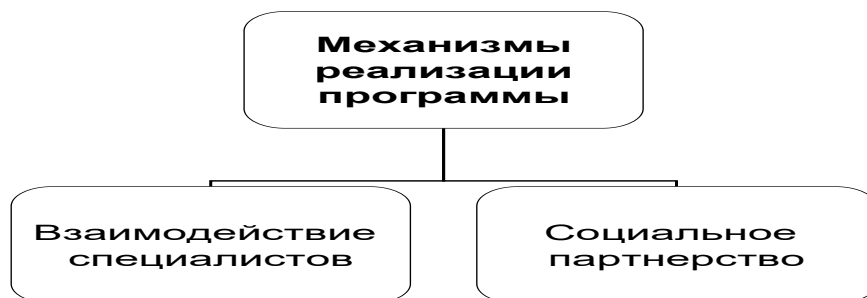 Механизмы
реализации
программы
Взаимодействие
специалистов
Социальное
партнерство